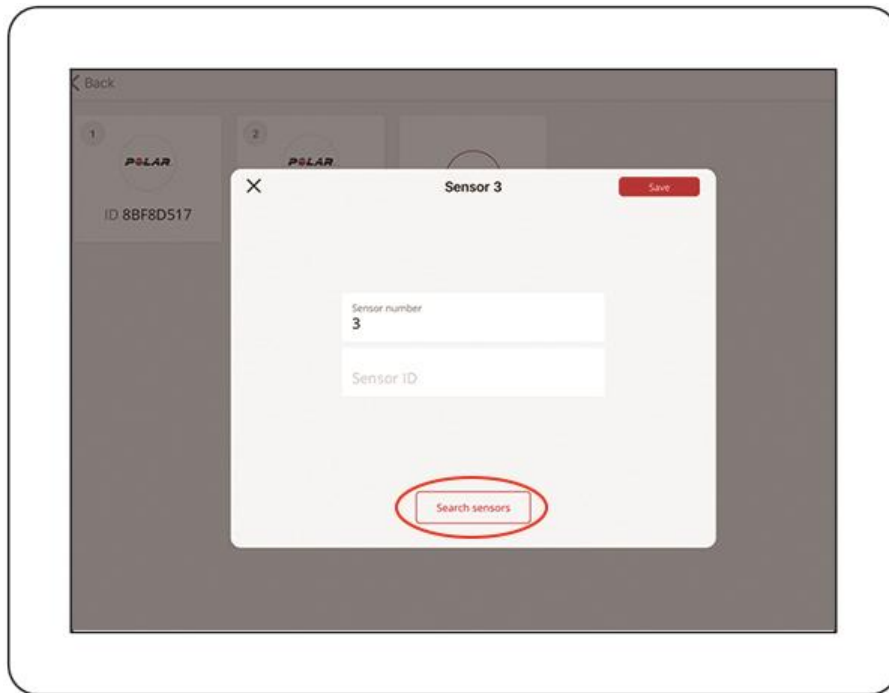 Back
1
POLAR
ID 8BF8D517
2
POLAR
Sensor 3
Save
Sensor number
3
Sensor ID
Search sensors